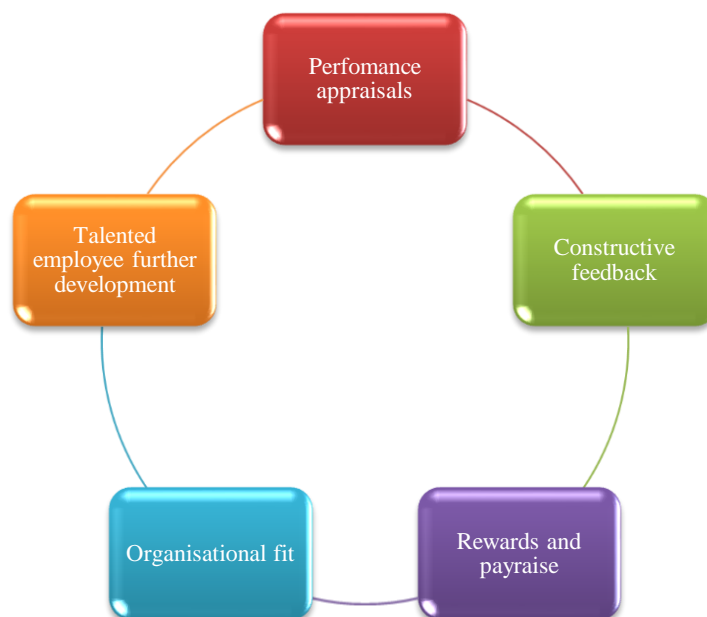 Perfomance
appraisals
Constructive
feedback
Rewards and
payraise
Organisational fit
Talented
employee further
development